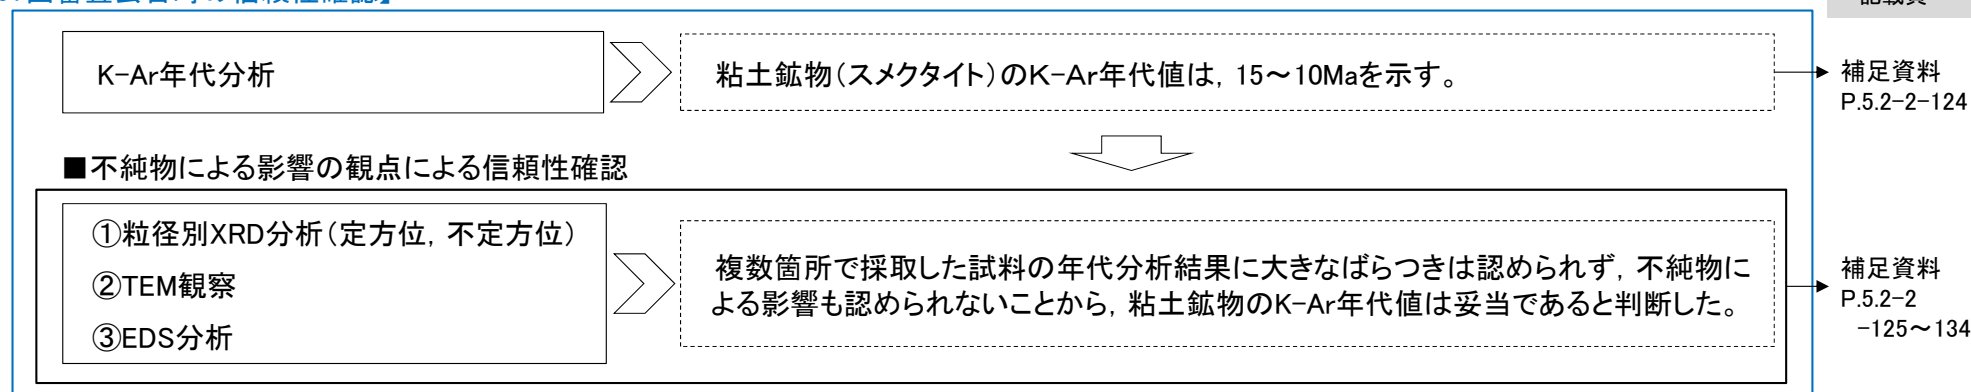 K-Ar年代分析
粘土鉱物(スメクタイト)のK-Ar年代値は，15～10Maを示す。
補足資料
P.5.2-2-124
■不純物による影響の観点による信頼性確認
①粒径別XRD分析(定方位，不定方位)
②TEM観察
③EDS分析
複数箇所で採取した試料の年代分析結果に大きなばらつきは認められず，不純物に
よる影響も認められないことから，粘土鉱物のK-Ar年代値は妥当であると判断した。
補足資料
P.5.2-2
-125～134